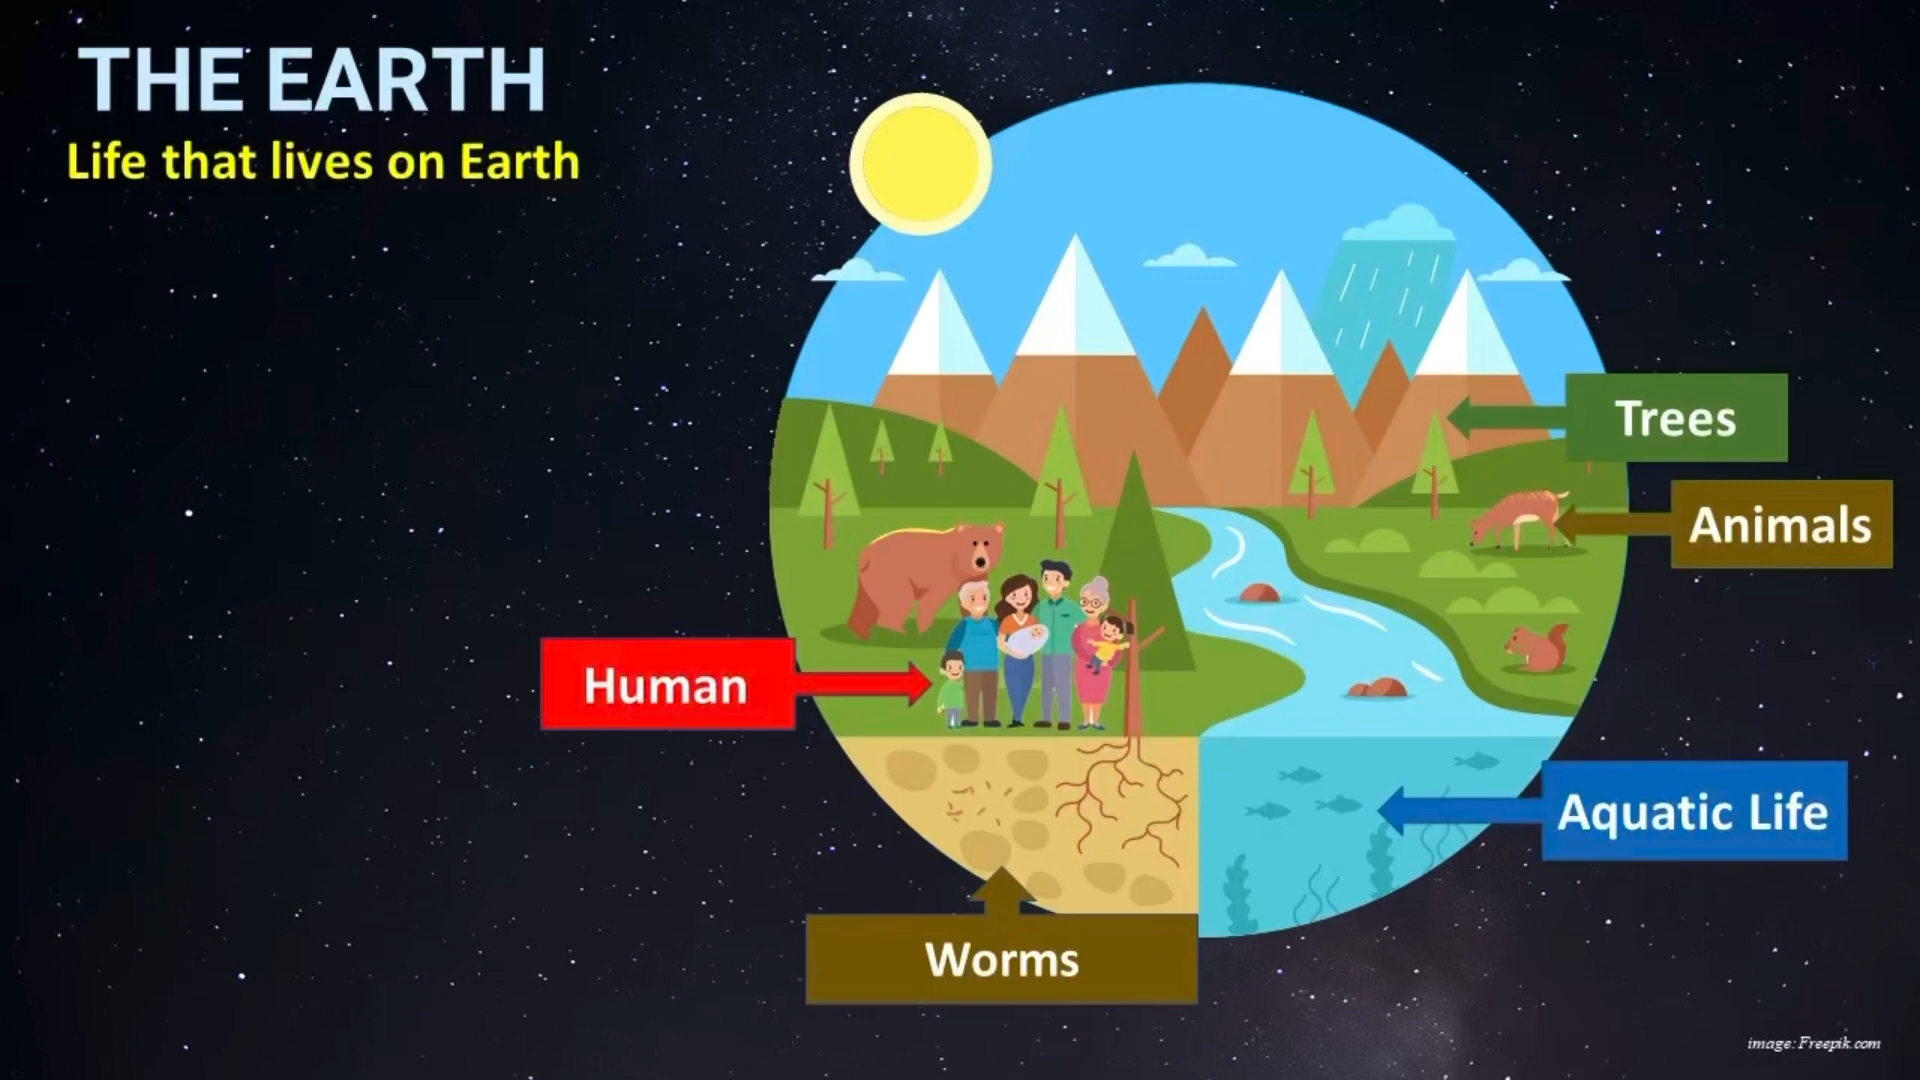 THE EARTH
Life that lives on Earth
Trees
Animals
Human
Aquatic Life
Worms
image: Freepik.com